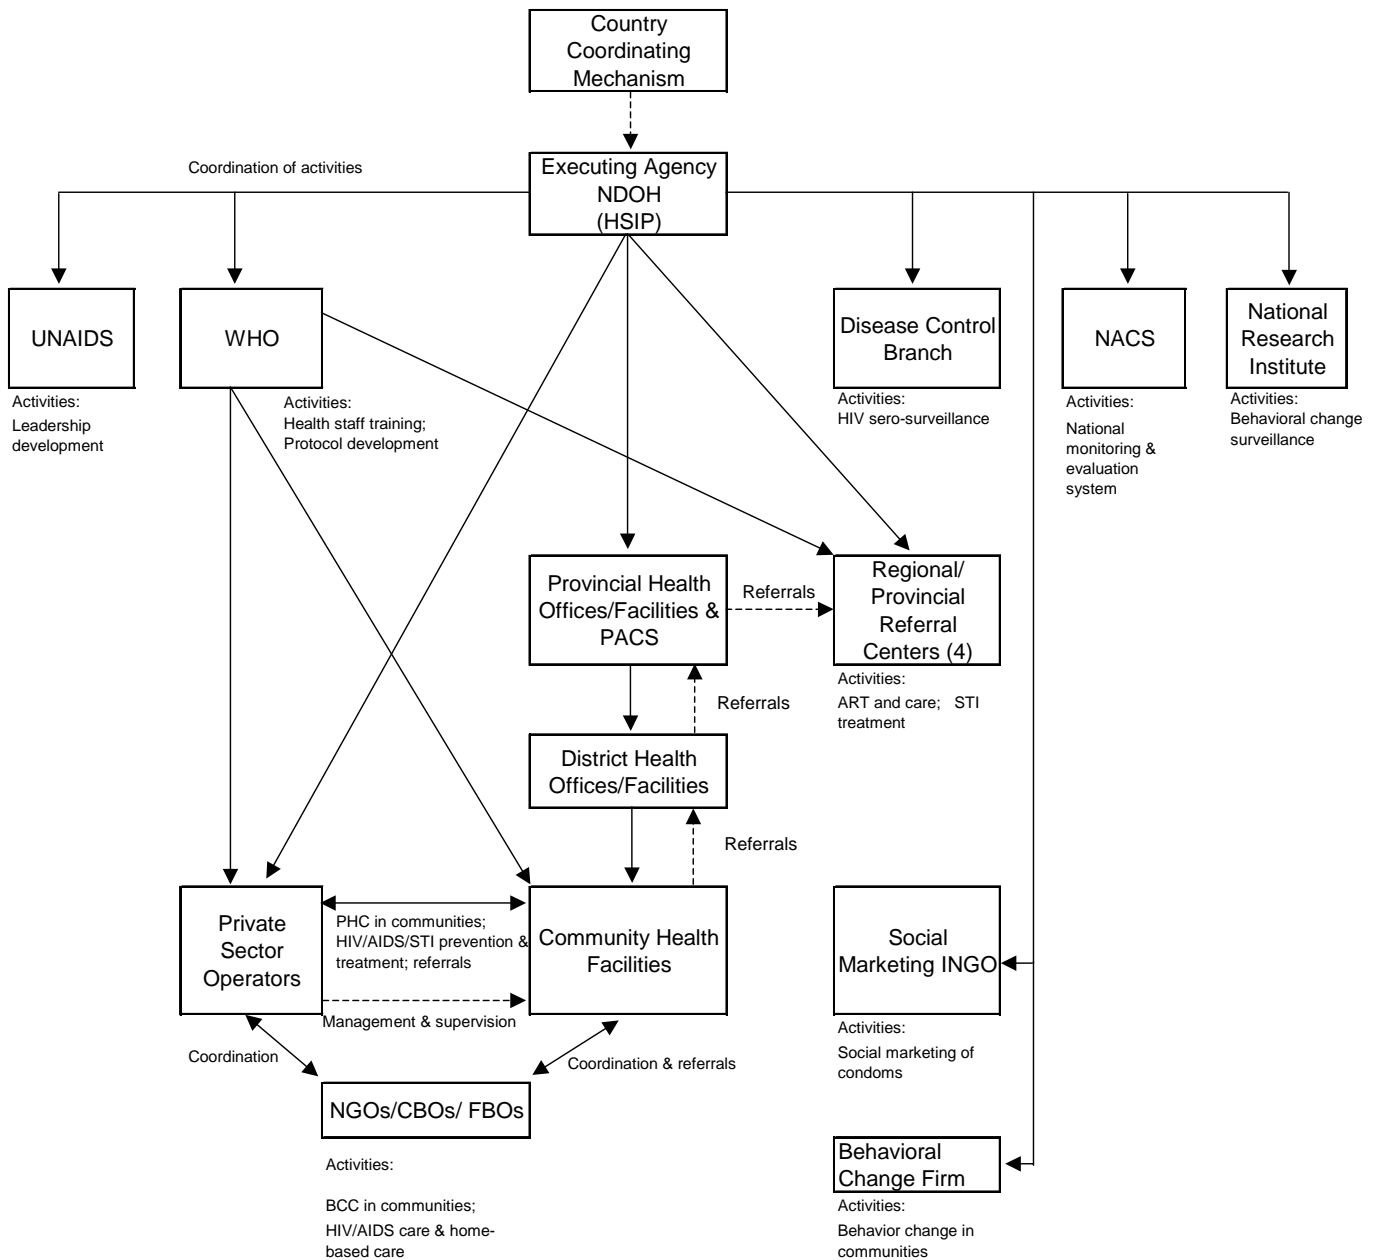 Country
Coordinating
Mechanism
Coordination of activities
Executing Agency
NDOH
(HSIP)
UNAIDS
WHO
Disease Control
Branch
NACS
National
Research
Institute
Activities:
Leadership
development
Activities:
Health staff training;
Protocol development
Activities:
HIV sero-surveillance
Activities:
National
monitoring &
evaluation
system
Activities:
Behavioral change
surveillance
Provincial Health
Offices/Facilities &
PACS
Referrals
Regional/
Provincial
Referral
Centers (4)
Activities:
ART and care; STI
treatment
Referrals
District Health
Offices/Facilities
Referrals
Private
Sector
Operators
PHC in communities;
HIV/AIDS/STI prevention &
treatment; referrals
Management & supervision
Community Health
Facilities
Social
Marketing INGO
Activities:
Social marketing of
condoms
Coordination
Coordination & referrals
NGOs/CBOs/ FBOs
Activities:
BCC in communities;
HIV/AIDS care & home-
based care
Behavioral
Change Firm
Activities:
Behavior change in
communities